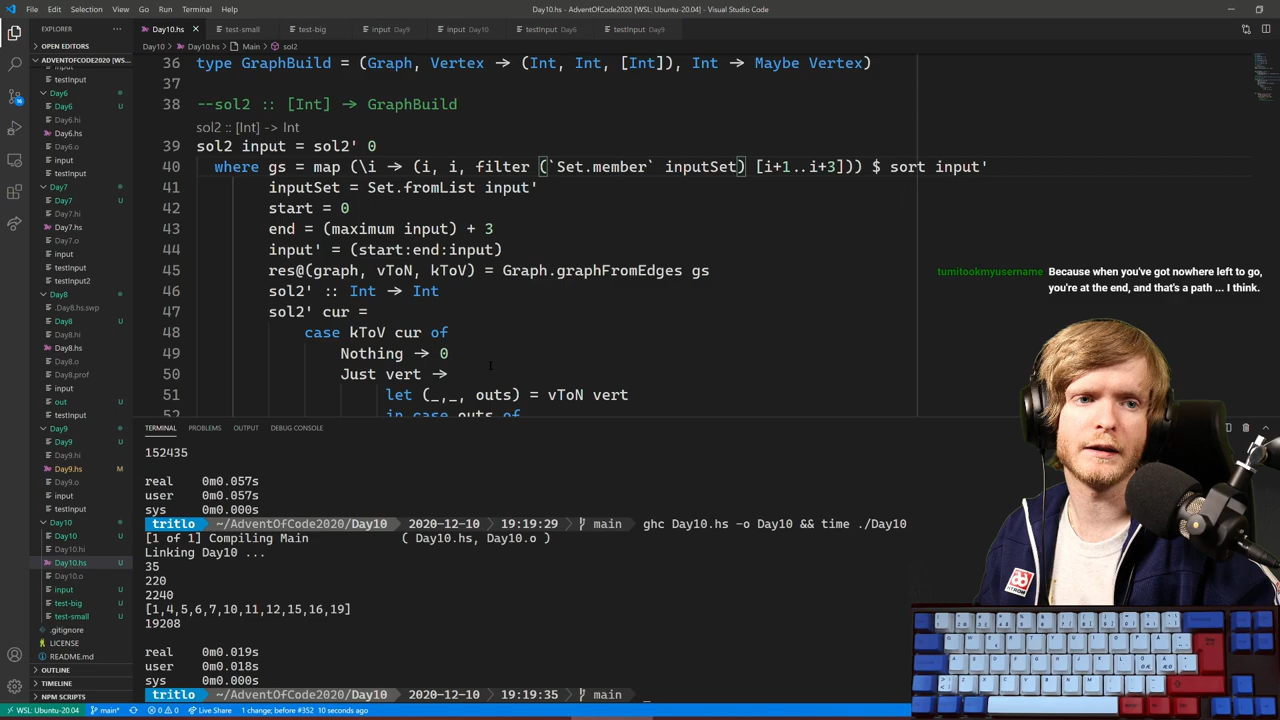 File Edit Selection View Go Run Terminal Help
Day10.hs - AdventOfCode2020 [WSL: Ubuntu-20.04] - Visual Studio Code
EXPLORER
Day10.hs
test-small
test-big
input Day9
input Day10
testInput Day6
testInput Day9
OPEN EDITORS
Day10 > Day10.hs > Main > sol2
ADVENTOFCODE2020 [WS...
input
testInput
Day6
Day6 U
Day6.hi
Day6.hs
Day6.o
input
testInput
Day7
Day7 U
Day7.hi
Day7.hs
Day7.o
input
testInput
testInput2
Day8
.Day8.hs.swp
Day8 U
Day8.hi
Day8.hs
Day8.o
Day8.prof
input
out U
testInput
Day9
Day9 U
Day9.hi
Day9.hs M
Day9.o
input
testInput
Day10
Day10 U
Day10.hi
Day10.hs U
Day10.o
input U
test-big U
test-small U
.gitignore
LICENSE
README.md
OUTLINE
TIMELINE
NPM SCRIPTS
36 type GraphBuild = (Graph, Vertex → (Int, Int, [Int]), Int → Maybe Vertex)
37
38 --sol2 :: [Int] → GraphBuild
sol2 :: [Int] -> Int
39 sol2 input = sol2' 0
40 where gs = map (\i → (i, i, filter (`Set.member` inputSet) [i+1..i+3])) $ sort input'
41 inputSet = Set.fromList input'
42 start = 0
43 end = (maximum input) + 3
44 input' = (start:end:input)
45 res@(graph, vToN, kToV) = Graph.graphFromEdges gs
46 sol2' :: Int → Int
47 sol2' cur =
48 case kToV cur of
49 Nothing → 0
50 Just vert →
51 let (_,_, outs) = vToN vert
52 in case outs of
tumitookmyusername Because when you've got nowhere left to go,
you're at the end, and that's a path ... I think.
TERMINAL PROBLEMS OUTPUT DEBUG CONSOLE
152435
real 0m0.057s
user 0m0.057s
sys 0m0.000s
tritlo ~/AdventOfCode2020/Day10 2020-12-10 19:19:29 main ghc Day10.hs -o Day10 && time ./Day10
[1 of 1] Compiling Main ( Day10.hs, Day10.o )
Linking Day10 ...
35
220
2240
[1,4,5,6,7,10,11,12,15,16,19]
19208
real 0m0.019s
user 0m0.018s
sys 0m0.000s
tritlo ~/AdventOfCode2020/Day10 2020-12-10 19:19:35 main
WSL: Ubuntu-20.04 main* 0 0 Live Share 1 change; before #352 10 seconds ago